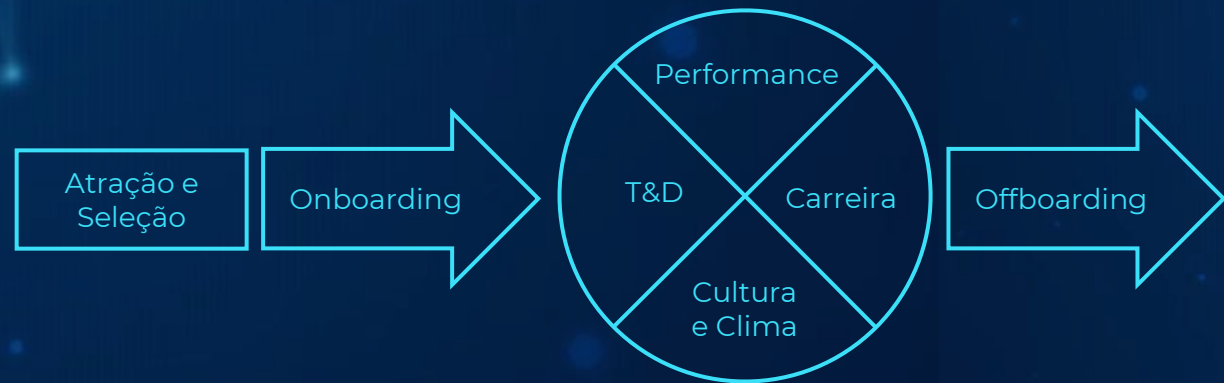 Atração e
Seleção
Onboarding
Performance
T&D
Carreira
Cultura
e Clima
Offboarding